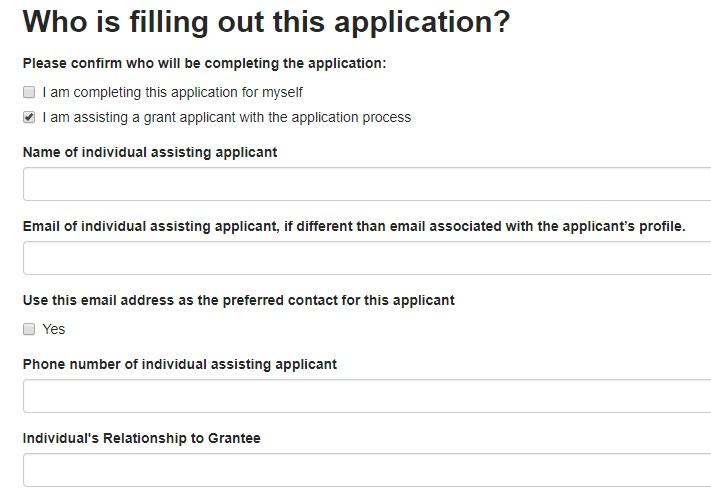 Who is filling out this application?
Please confirm who will be completing the application:
I am completing this application for myself
I am assisting a grant applicant with the application process
Name of individual assisting applicant
Email of individual assisting applicant, if different than email associated with the applicant's profile.
Use this email address as the preferred contact for this applicant
Yes
Phone number of individual assisting applicant
Individual's Relationship to Grantee